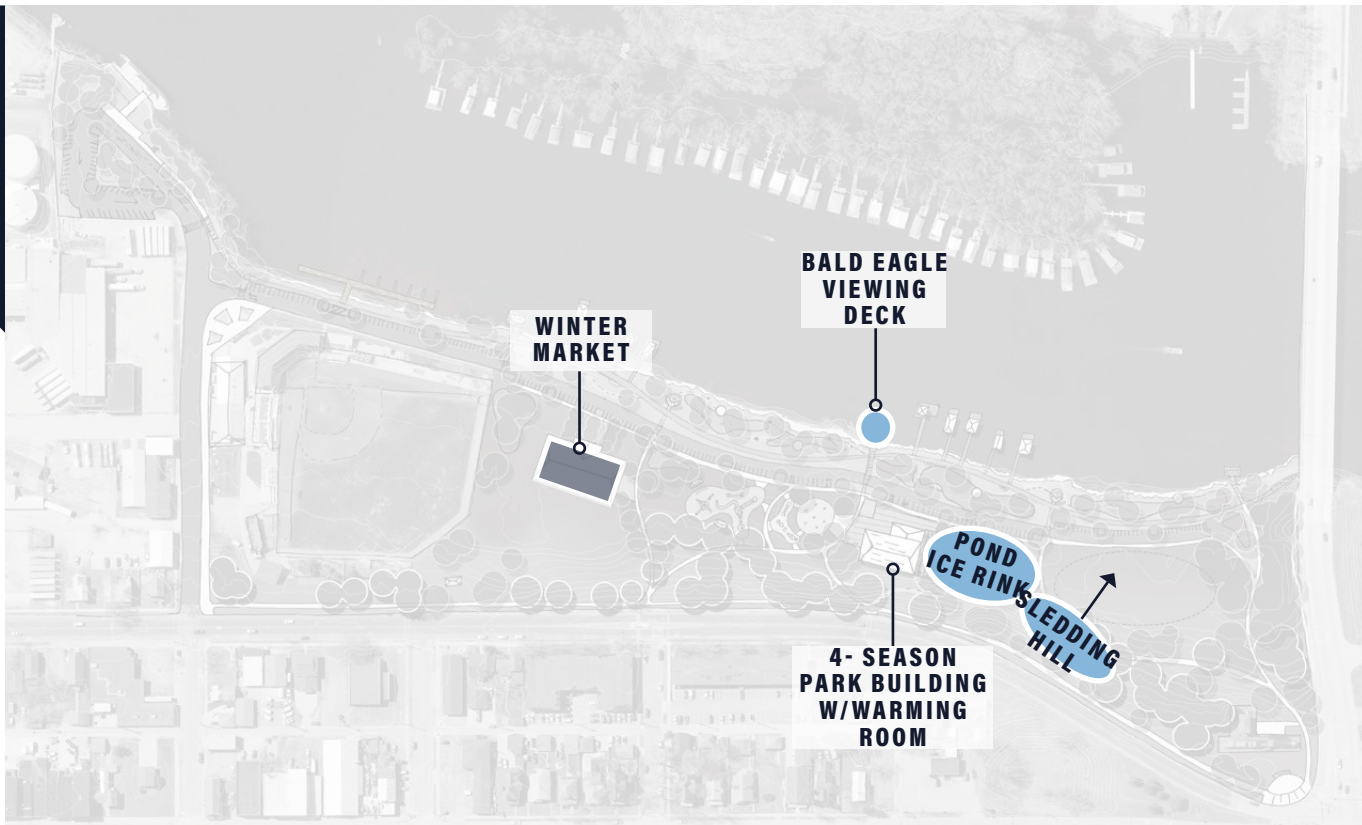 BALD EAGLE
VIEWING
DECK
WINTER
MARKET
POND
ICE RINK
SLEDDING
HILL
4- SEASON
PARK BUILDING
W/WARMING
ROOM